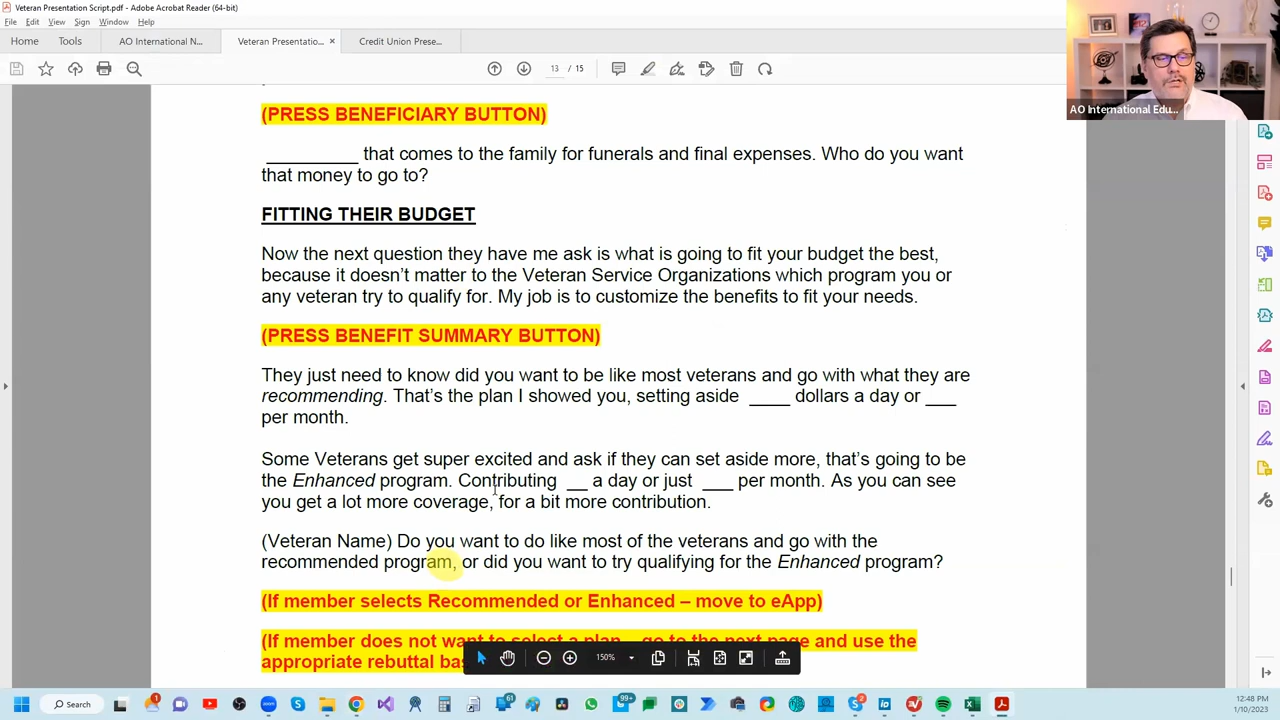 Veteran Presentation Script.pdf - Adobe Acrobat Reader (64-bit)
File Edit View Sign Window Help
Home Tools AO International N... Veteran Presentatio... × Credit Union Prese...
13 / 15
AO International Edu...
(PRESS BENEFICIARY BUTTON)
_________ that comes to the family for funerals and final expenses. Who do you want
that money to go to?
FITTING THEIR BUDGET
Now the next question they have me ask is what is going to fit your budget the best,
because it doesn't matter to the Veteran Service Organizations which program you or
any veteran try to qualify for. My job is to customize the benefits to fit your needs.
(PRESS BENEFIT SUMMARY BUTTON)
They just need to know did you want to be like most veterans and go with what they are
recommending. That's the plan I showed you, setting aside ____ dollars a day or ___
per month.
Some Veterans get super excited and ask if they can set aside more, that's going to be
the Enhanced program. Contributing __ a day or just ___ per month. As you can see
you get a lot more coverage, for a bit more contribution.
(Veteran Name) Do you want to do like most of the veterans and go with the
recommended program, or did you want to try qualifying for the Enhanced program?
(If member selects Recommended or Enhanced – move to eApp)
(If member does not want to select a plan – go to the next page and use the
appropriate rebuttal
150%
Search
1
61
99+
2
12:48 PM
1/10/2023